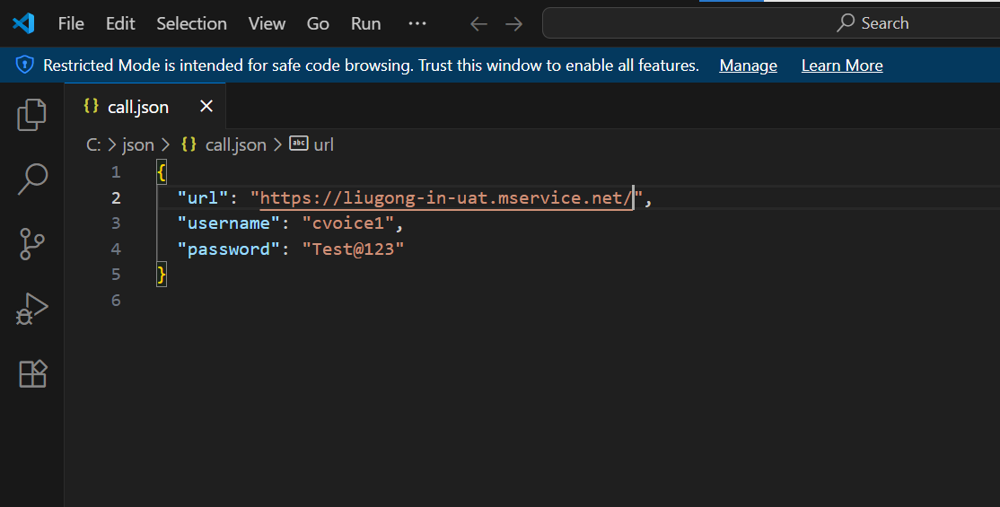 File Edit Selection View Go Run ··· Search
Restricted Mode is intended for safe code browsing. Trust this window to enable all features. Manage Learn More
{} call.json
C: > json > {} call.json > abc url
1 {
2 "url": "https://liugong-in-uat.mservice.net/",
3 "username": "cvoice1",
4 "password": "Test@123"
5 }
6